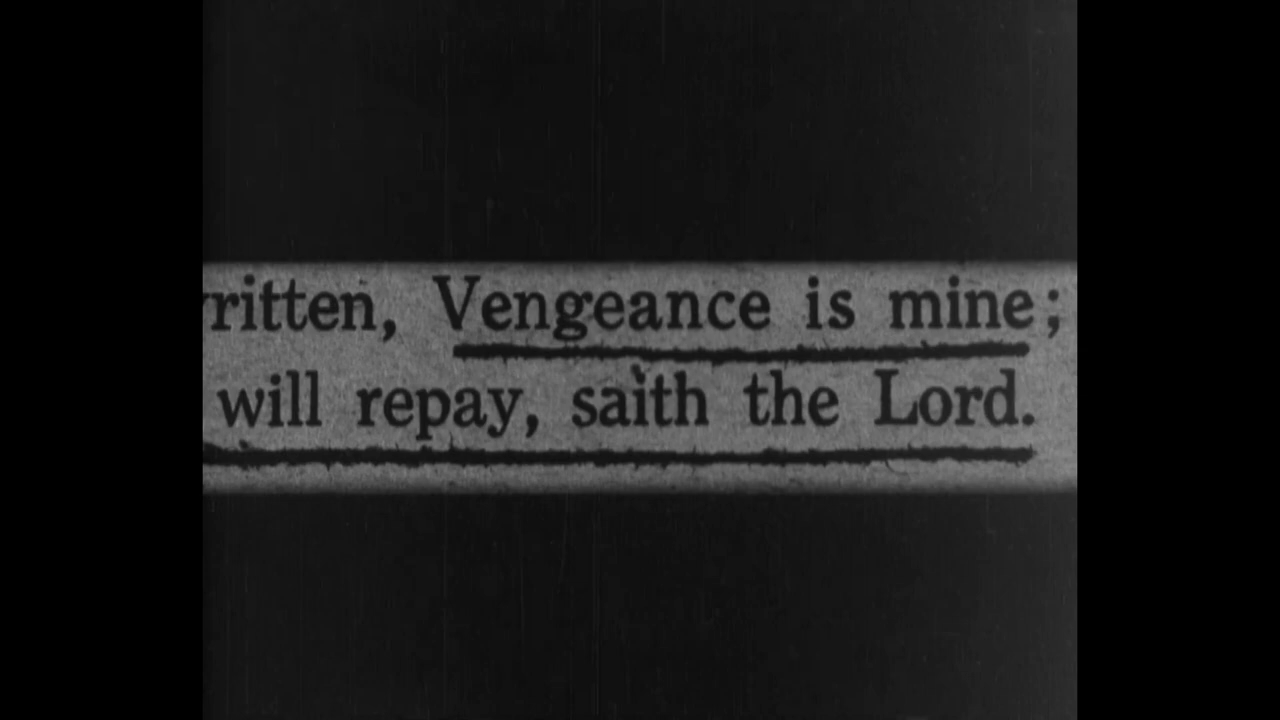 ritten, Vengeance is mine;
will repay, saith the Lord.